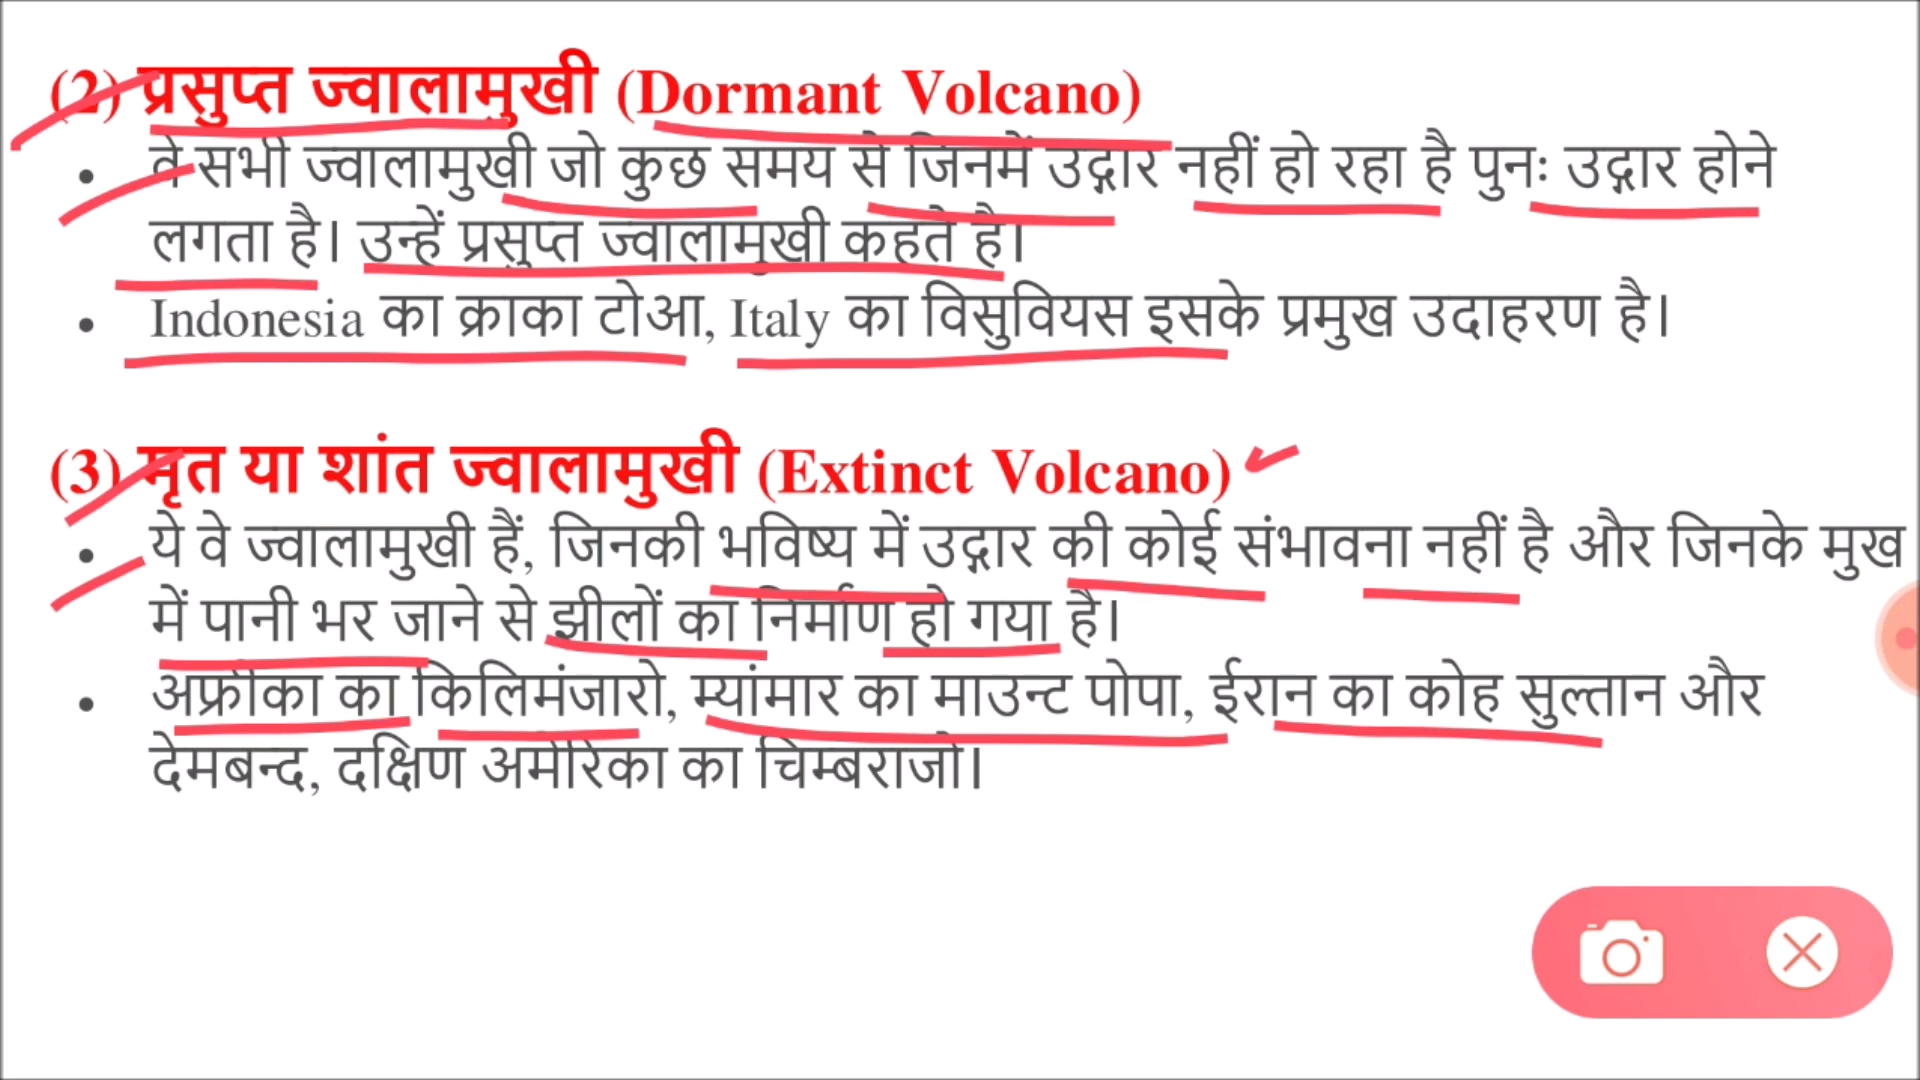 (2) प्रसुप्त ज्वालामुखी (Dormant Volcano)
• वे सभी ज्वालामुखी जो कुछ समय से जिनमें उद्गार नहीं हो रहा है पुनः उद्गार होने
लगता है। उन्हें प्रसुप्त ज्वालामुखी कहते है।
• Indonesia का क्राका टोआ, Italy का विसुवियस इसके प्रमुख उदाहरण है।
(3) मृत या शांत ज्वालामुखी (Extinct Volcano)
• ये वे ज्वालामुखी हैं, जिनकी भविष्य में उद्गार की कोई संभावना नहीं है और जिनके मुख
में पानी भर जाने से झीलों का निर्माण हो गया है।
• अफ्रीका का किलिमंजारो, म्यांमार का माउन्ट पोपा, ईरान का कोह सुल्तान और
देमबन्द, दक्षिण अमेरिका का चिम्बराजो।